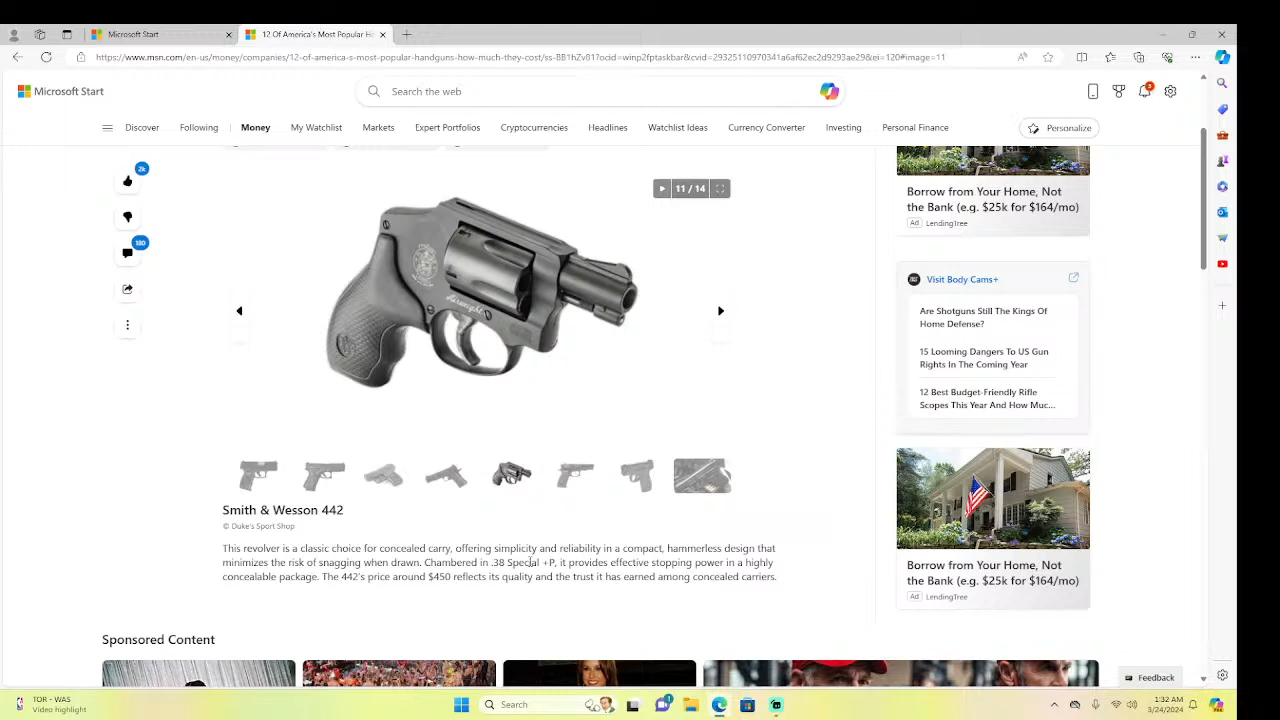 Microsoft Start
12 Of America's Most Popular Ha
https://www.msn.com/en-us/money/companies/12-of-america-s-most-popular-handguns-how-much-they-cost/ss-BB1hZv81?ocid=winp2fptaskbar&cvid=29325110970341a6af62ec2d9293ae29&ei=120#image=11
Microsoft Start
Search the web
3
Discover
Following
Money
My Watchlist
Markets
Expert Portfolios
Cryptocurrencies
Headlines
Watchlist Ideas
Currency Converter
Investing
Personal Finance
Personalize
2k
180
11 / 14
Airweight
Borrow from Your Home, Not
the Bank (e.g. $25k for $164/mo)
Ad LendingTree
Visit Body Cams+
Are Shotguns Still The Kings Of
Home Defense?
15 Looming Dangers To US Gun
Rights In The Coming Year
12 Best Budget-Friendly Rifle
Scopes This Year And How Muc...
Smith & Wesson 442
© Duke's Sport Shop
This revolver is a classic choice for concealed carry, offering simplicity and reliability in a compact, hammerless design that
minimizes the risk of snagging when drawn. Chambered in .38 Special +P, it provides effective stopping power in a highly
concealable package. The 442's price around $450 reflects its quality and the trust it has earned among concealed carriers.
Borrow from Your Home, Not
the Bank (e.g. $25k for $164/mo)
Ad LendingTree
Sponsored Content
Feedback
TOR - WAS
Video highlight
Search
1
1:32 AM
3/24/2024